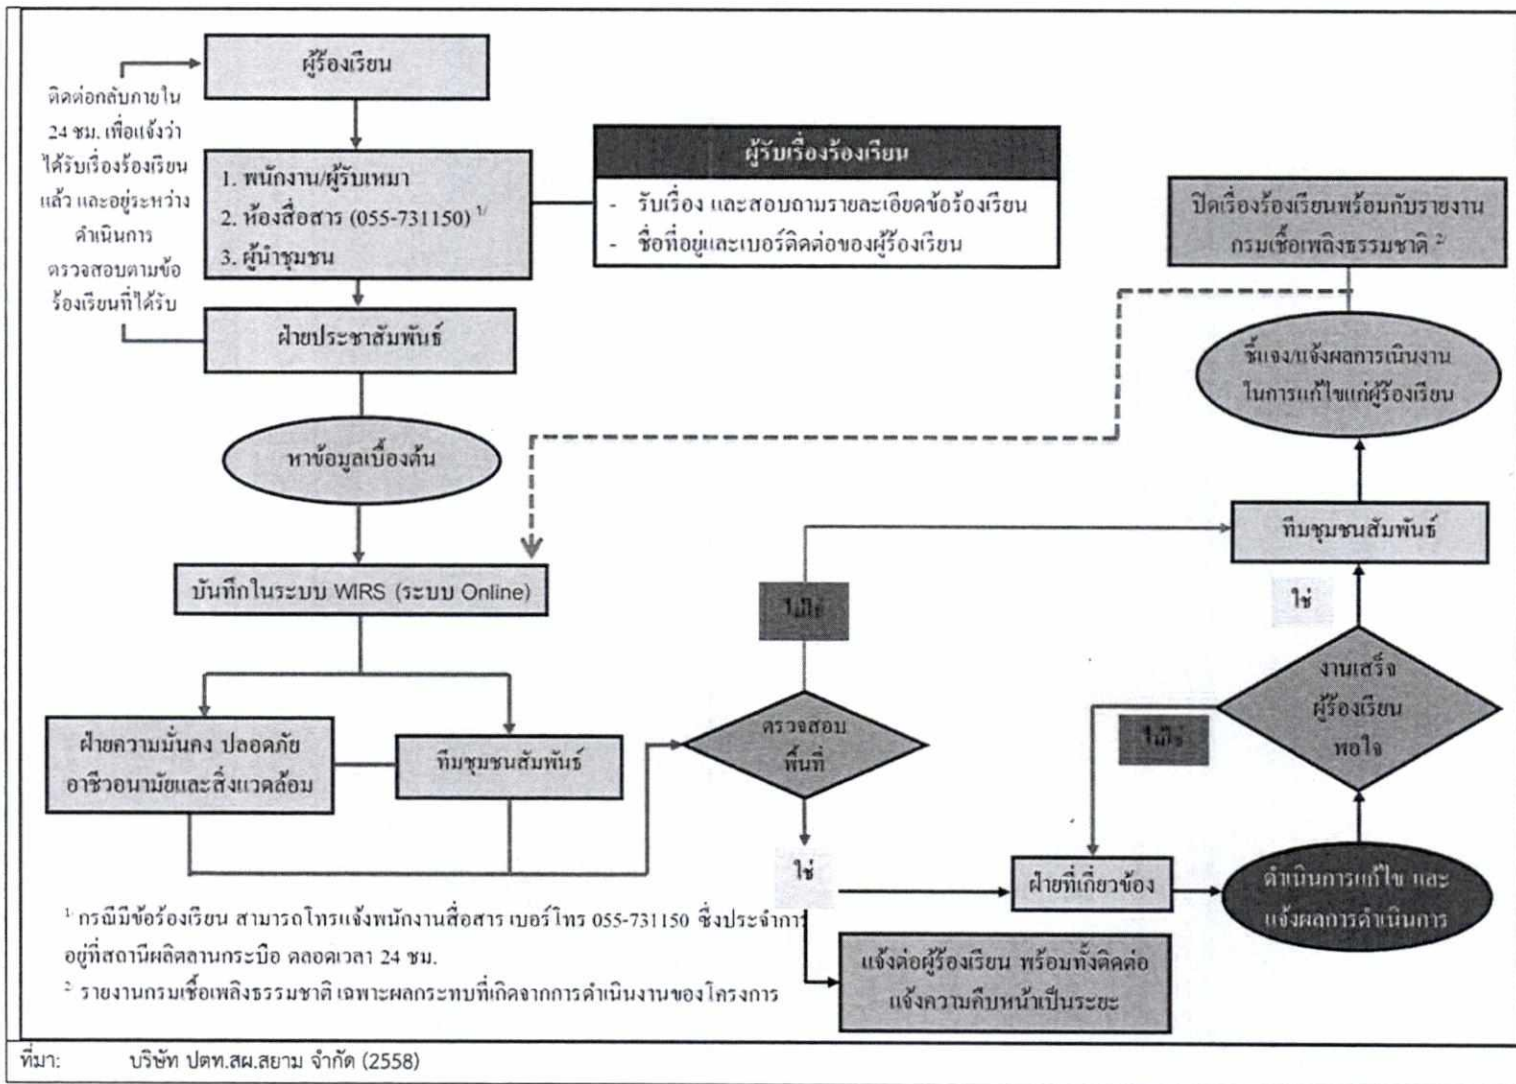 ผู้ร้องเรียน
ติดต่อกลับภายใน
24 ชม. เพื่อแจ้งว่า
ได้รับเรื่องร้องเรียน
แล้ว และอยู่ระหว่าง
ดำเนินการ
ตรวจสอบตามข้อ
ร้องเรียนที่ได้รับ
1. พนักงาน/ผู้รับเหมา
2. ห้องสื่อสาร (055-731150) 1/
3. ผู้นำชุมชน
ผู้รับเรื่องร้องเรียน
- รับเรื่อง และสอบถามรายละเอียดข้อร้องเรียน
- ชื่อที่อยู่และเบอร์ติดต่อของผู้ร้องเรียน
ปิดเรื่องร้องเรียนพร้อมกับรายงาน
กรมเชื้อเพลิงธรรมชาติ 2/
ฝ่ายประชาสัมพันธ์
ชี้แจง/แจ้งผลการเนินงาน
ในการแก้ไขแก่ผู้ร้องเรียน
หาข้อมูลเบื้องต้น
ทีมชุมชนสัมพันธ์
บันทึกในระบบ WIRS (ระบบ Online)
ไม่ใช่
ใช่
งานเสร็จ
ผู้ร้องเรียน
พอใจ
ฝ่ายความมั่นคง ปลอดภัย
อาชีวอนามัยและสิ่งแวดล้อม
ทีมชุมชนสัมพันธ์
ตรวจสอบ
พื้นที่
ไม่ใช่
ใช่
ฝ่ายที่เกี่ยวข้อง
ดำเนินการแก้ไข และ
แจ้งผลการดำเนินการ
แจ้งต่อผู้ร้องเรียน พร้อมทั้งติดต่อ
แจ้งความคืบหน้าเป็นระยะ
1/ กรณีมีข้อร้องเรียน สามารถโทรแจ้งพนักงานสื่อสาร เบอร์โทร 055-731150 ซึ่งประจำการ
อยู่ที่สถานีผลิตลานกระบือ ตลอดเวลา 24 ชม.
2/ รายงานกรมเชื้อเพลิงธรรมชาติ เฉพาะผลกระทบที่เกิดจากการดำเนินงานของโครงการ
ที่มา: บริษัท ปตท.สผ.สยาม จำกัด (2558)